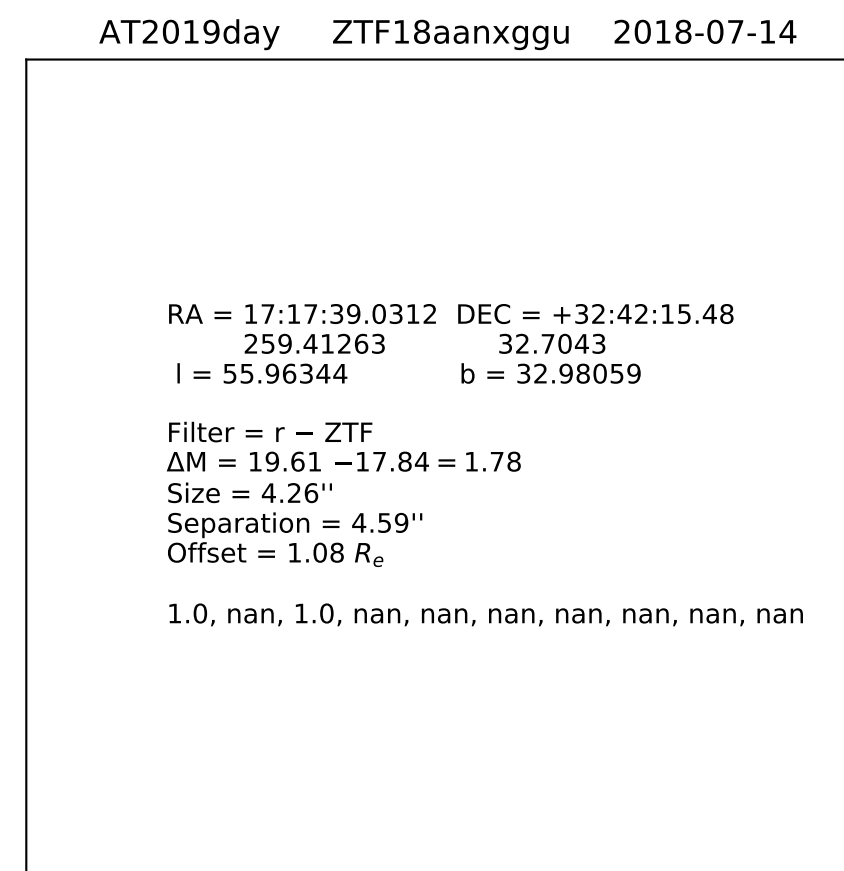 AT2019day ZTF18aanxggu 2018-07-14
RA = 17:17:39.0312 DEC = +32:42:15.48
259.41263 32.7043
l = 55.96344 b = 32.98059
Filter = r − ZTF
ΔM = 19.61 −17.84 = 1.78
Size = 4.26''
Separation = 4.59''
Offset = 1.08 Rₑ
1.0, nan, 1.0, nan, nan, nan, nan, nan, nan, nan